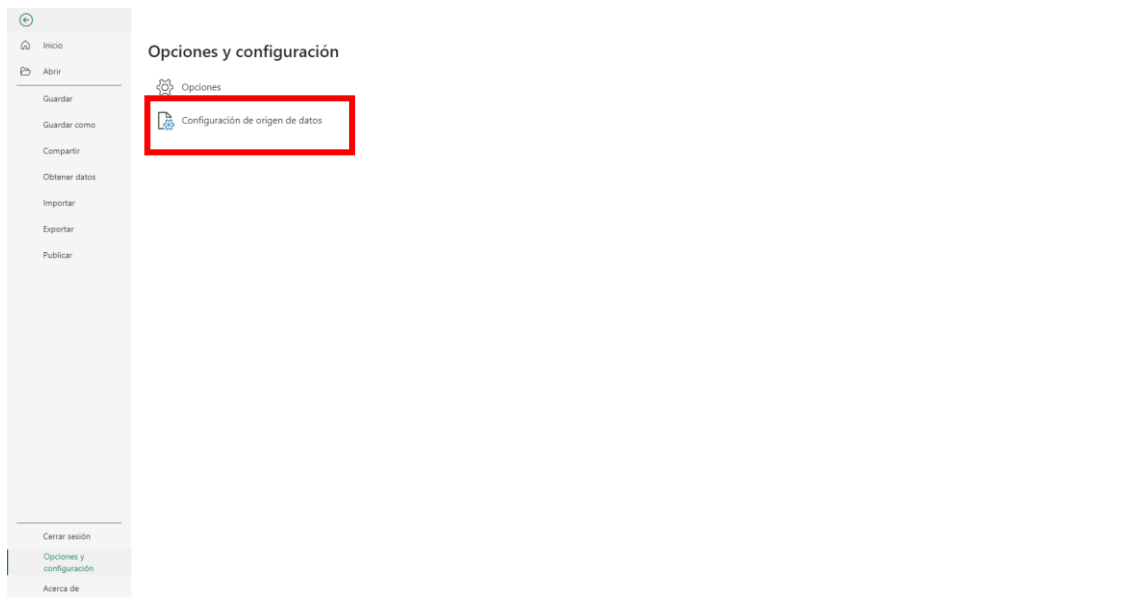 Inicio
Abrir
Guardar
Guardar como
Compartir
Obtener datos
Importar
Exportar
Publicar
Cerrar sesión
Opciones y
configuración
Acerca de
Opciones y configuración
Opciones
Configuración de origen de datos